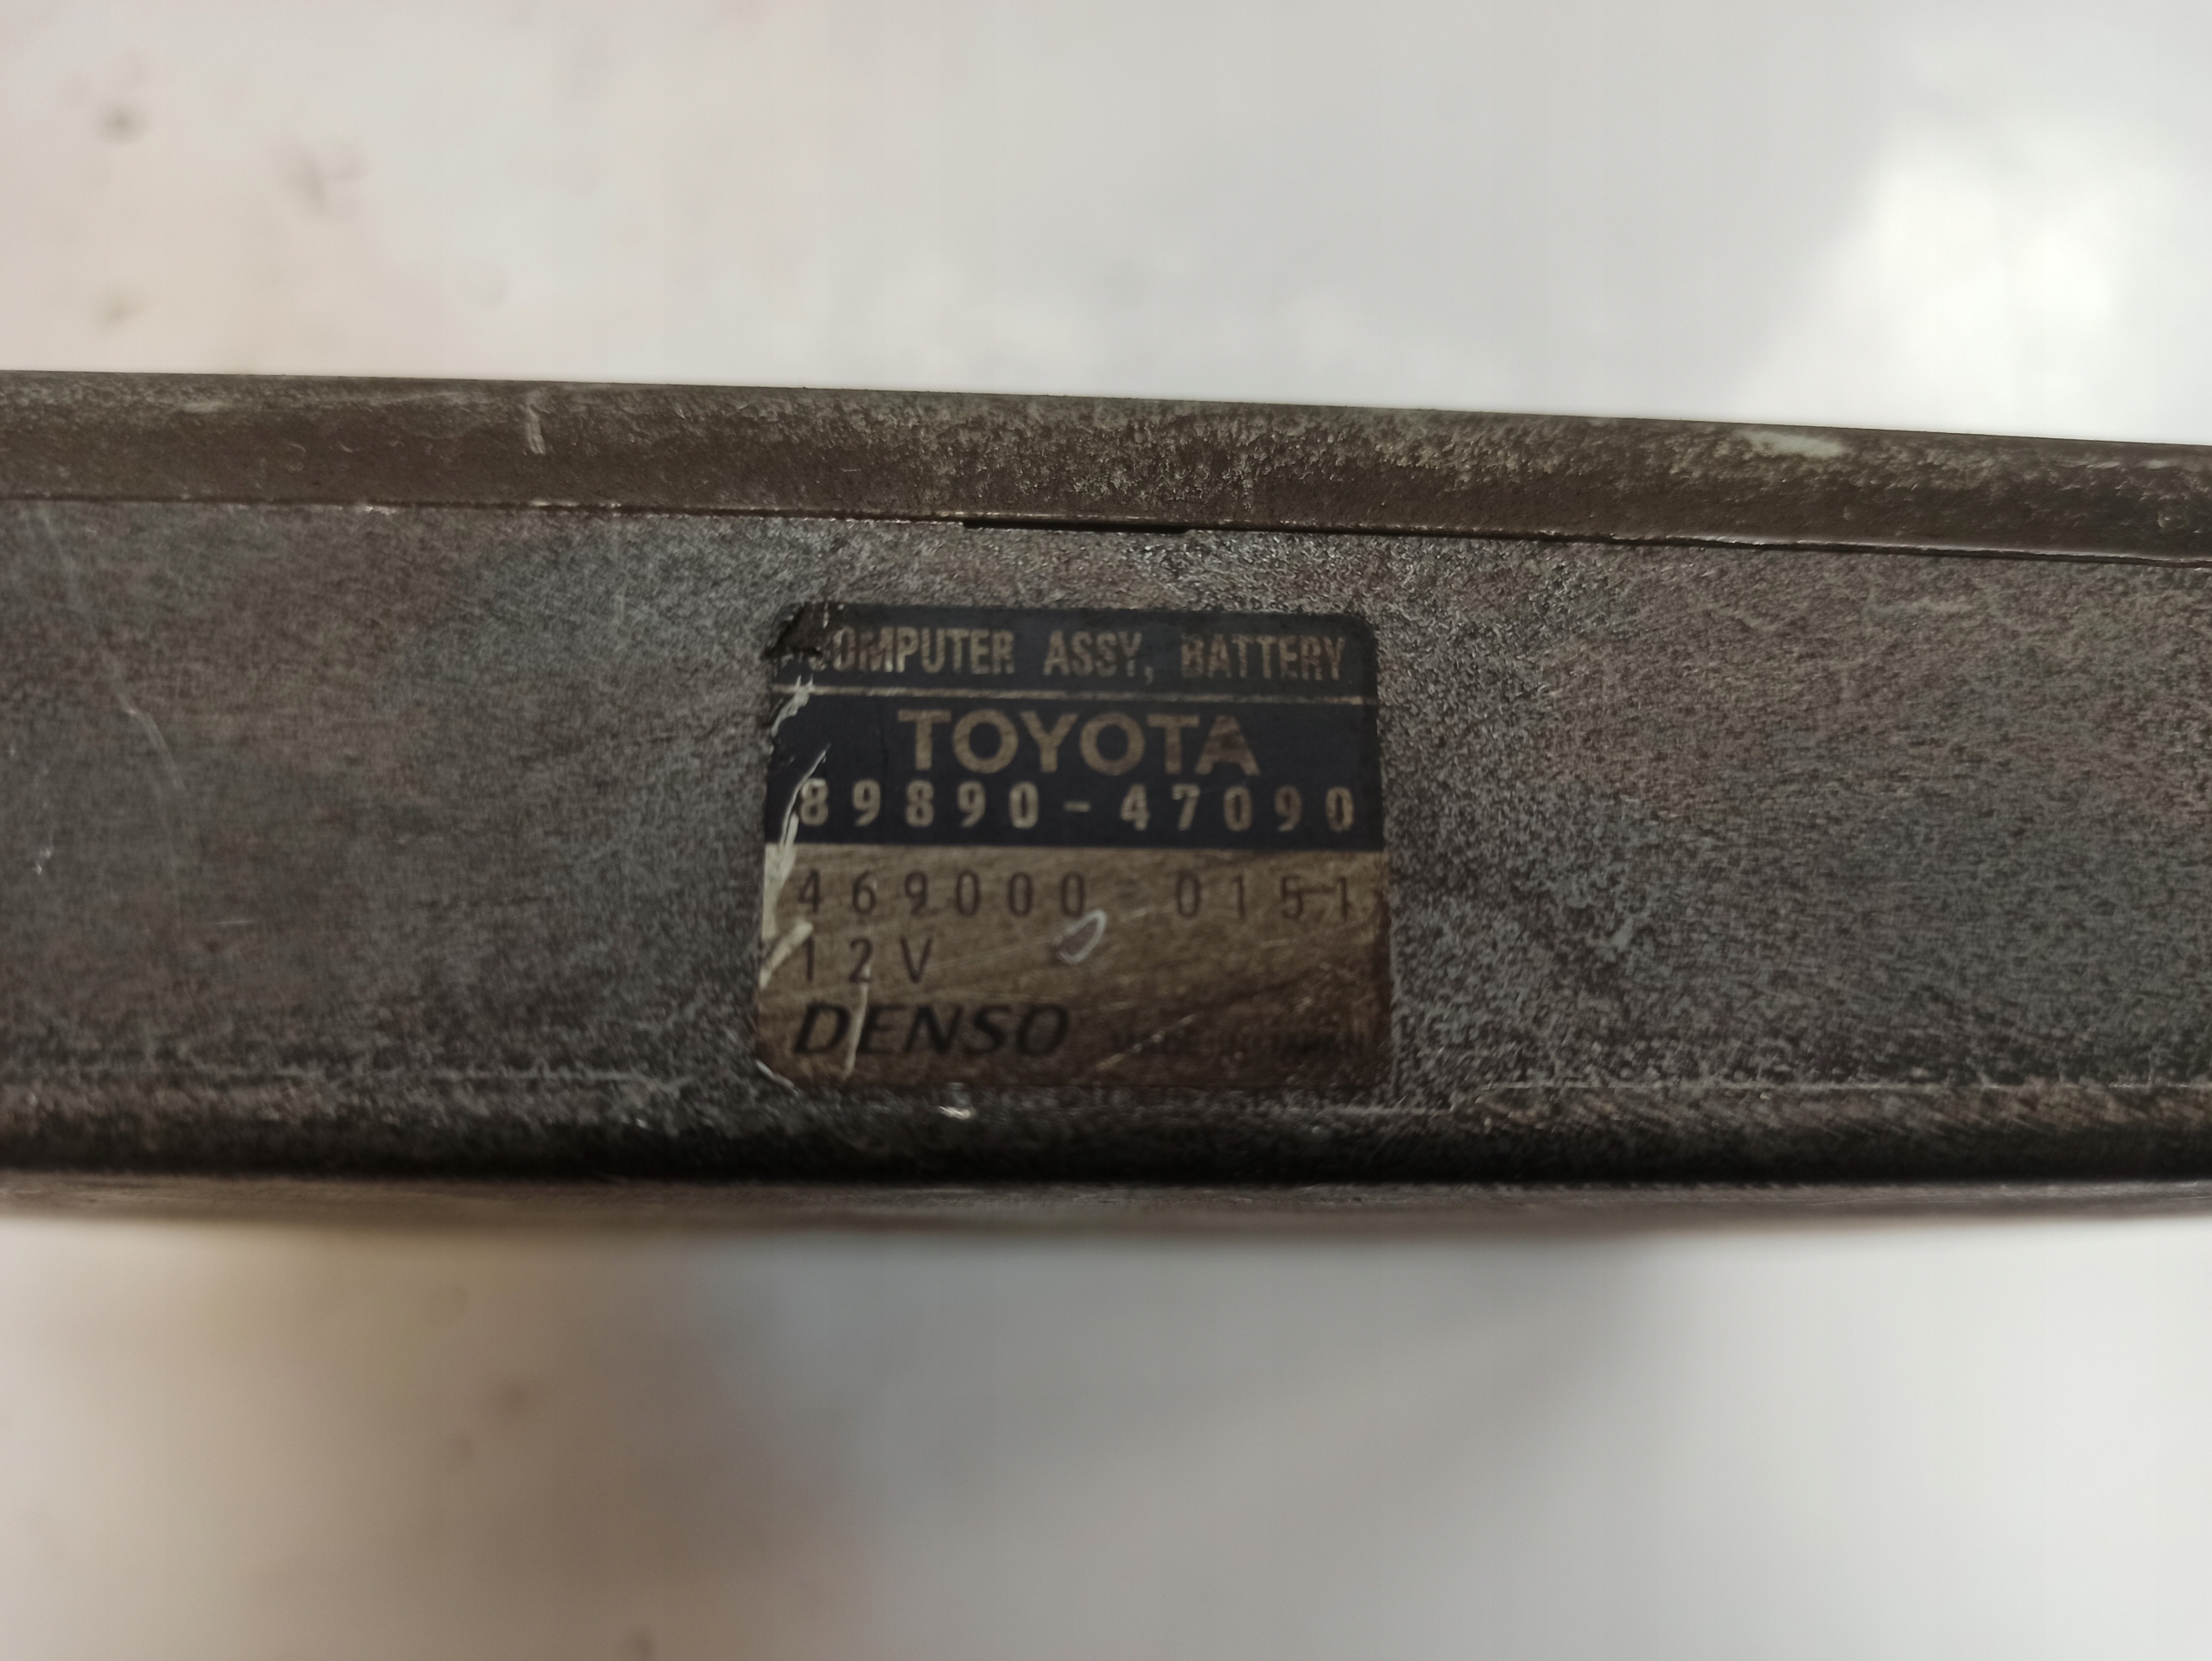 COMPUTER ASSY, BATTERY
TOYOTA
89890-47090
469000-0151
12V
DENSO